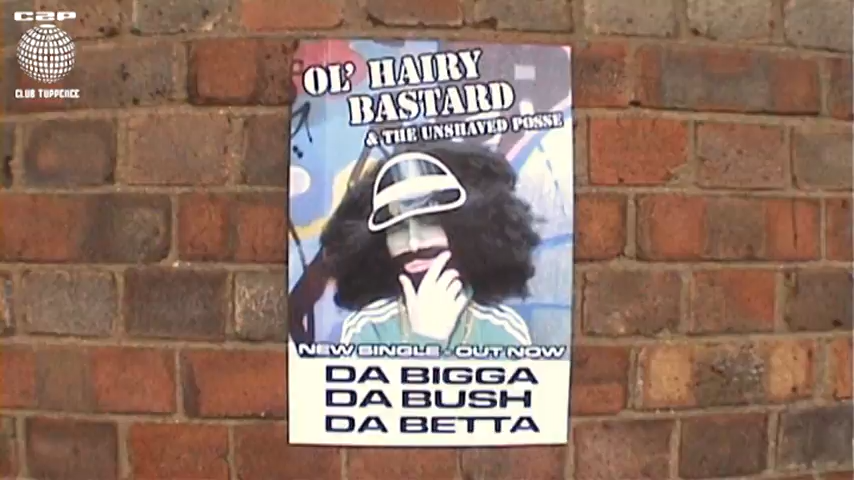 C2P
CLUB TUPPENCE
OL' HAIRY
BASTARD
& THE UNSHAVED POSSE
NEW SINGLE - OUT NOW
DA BIGGA
DA BUSH
DA BETTA